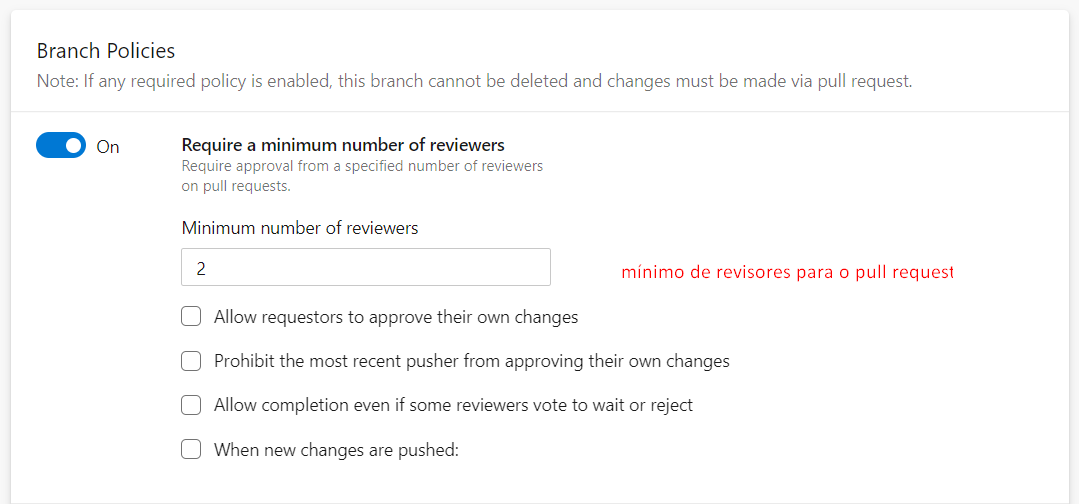 Branch Policies
Note: If any required policy is enabled, this branch cannot be deleted and changes must be made via pull request.
On
Require a minimum number of reviewers
Require approval from a specified number of reviewers
on pull requests.
Minimum number of reviewers
2
mínimo de revisores para o pull request
Allow requestors to approve their own changes
Prohibit the most recent pusher from approving their own changes
Allow completion even if some reviewers vote to wait or reject
When new changes are pushed: